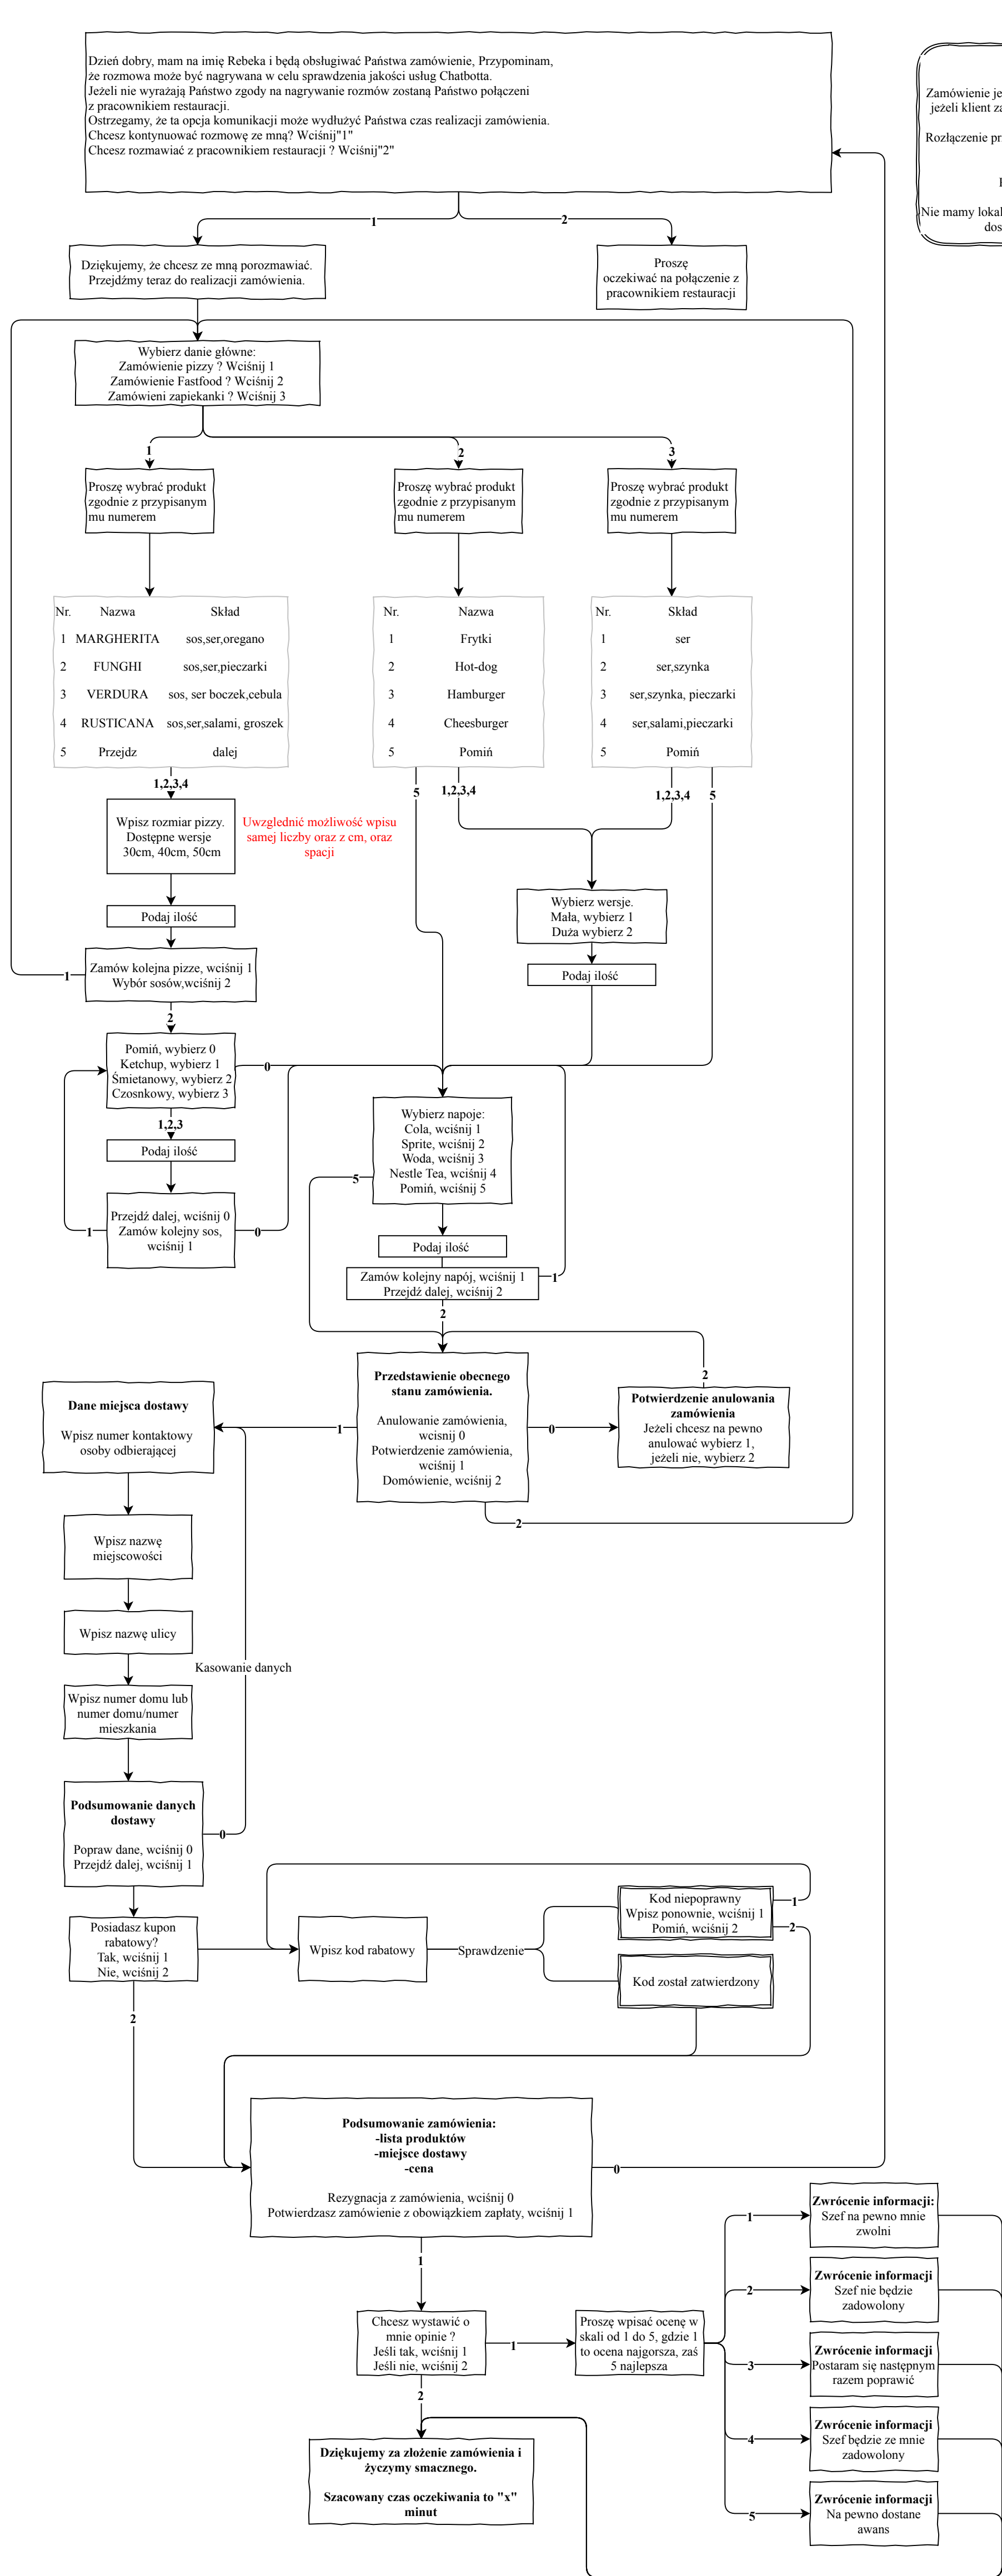 Dzień dobry, mam na imię Rebeka i będą obsługiwać Państwa zamówienie, Przypominam,
że rozmowa może być nagrywana w celu sprawdzenia jakości usług Chatbotta.
Jeżeli nie wyrażają Państwo zgody na nagrywanie rozmów zostaną Państwo połączeni
z pracownikiem restauracji.
Ostrzegamy, że ta opcja komunikacji może wydłużyć Państwa czas realizacji zamówienia.
Chcesz kontynuować rozmowę ze mną? Wciśnij"1"
Chcesz rozmawiać z pracownikiem restauracji ? Wciśnij"2"
Zamówienie je
jeżeli klient za
Rozłączenie prz
Nie mamy lokal
dos
1
2
Dziękujemy, że chcesz ze mną porozmawiać.
Przejdźmy teraz do realizacji zamówienia.
Proszę
oczekiwać na połączenie z
pracownikiem restauracji
Wybierz danie główne:
Zamówienie pizzy ? Wciśnij 1
Zamówienie Fastfood ? Wciśnij 2
Zamówieni zapiekanki ? Wciśnij 3
1
2
3
Proszę wybrać produkt
zgodnie z przypisanym
mu numerem
Proszę wybrać produkt
zgodnie z przypisanym
mu numerem
Proszę wybrać produkt
zgodnie z przypisanym
mu numerem
Nr. Nazwa Skład
1 MARGHERITA sos,ser,oregano
2 FUNGHI sos,ser,pieczarki
3 VERDURA sos, ser boczek,cebula
4 RUSTICANA sos,ser,salami, groszek
5 Przejdz dalej
Nr. Nazwa
1 Frytki
2 Hot-dog
3 Hamburger
4 Cheesburger
5 Pomiń
Nr. Skład
1 ser
2 ser,szynka
3 ser,szynka, pieczarki
4 ser,salami,pieczarki
5 Pomiń
1,2,3,4
5
1,2,3,4
1,2,3,4
5
Wpisz rozmiar pizzy.
Dostępne wersje
30cm, 40cm, 50cm
Uwzglednić możliwość wpisu
samej liczby oraz z cm, oraz
spacji
Podaj ilość
Wybierz wersje.
Mała, wybierz 1
Duża wybierz 2
Podaj ilość
Zamów kolejna pizze, wciśnij 1
Wybór sosów,wciśnij 2
1
2
Pomiń, wybierz 0
Ketchup, wybierz 1
Śmietanowy, wybierz 2
Czosnkowy, wybierz 3
0
1,2,3
Podaj ilość
Przejdź dalej, wciśnij 0
Zamów kolejny sos,
wciśnij 1
1
0
Wybierz napoje:
Cola, wciśnij 1
Sprite, wciśnij 2
Woda, wciśnij 3
Nestle Tea, wciśnij 4
Pomiń, wciśnij 5
5
Podaj ilość
Zamów kolejny napój, wciśnij 1
Przejdź dalej, wciśnij 2
1
2
Przedstawienie obecnego
stanu zamówienia.
Anulowanie zamówienia,
wcisnij 0
Potwierdzenie zamówienia,
wciśnij 1
Domówienie, wciśnij 2
1
0
2
2
Potwierdzenie anulowania
zamówienia
Jeżeli chcesz na pewno
anulować wybierz 1,
jeżeli nie, wybierz 2
Dane miejsca dostawy
Wpisz numer kontaktowy
osoby odbierającej
Wpisz nazwę
miejscowości
Wpisz nazwę ulicy
Kasowanie danych
Wpisz numer domu lub
numer domu/numer
mieszkania
Podsumowanie danych
dostawy
Popraw dane, wciśnij 0
Przejdź dalej, wciśnij 1
0
Posiadasz kupon
rabatowy?
Tak, wciśnij 1
Nie, wciśnij 2
Wpisz kod rabatowy
Sprawdzenie
Kod niepoprawny
Wpisz ponownie, wciśnij 1
Pomiń, wciśnij 2
1
2
Kod został zatwierdzony
2
Podsumowanie zamówienia:
-lista produktów
-miejsce dostawy
-cena
Rezygnacja z zamówienia, wciśnij 0
Potwierdzasz zamówienie z obowiązkiem zapłaty, wciśnij 1
0
1
Chcesz wystawić o
mnie opinie ?
Jeśli tak, wciśnij 1
Jeśli nie, wciśnij 2
1
2
Proszę wpisać ocenę w
skali od 1 do 5, gdzie 1
to ocena najgorsza, zaś
5 najlepsza
1
2
3
4
5
Zwrócenie informacji:
Szef na pewno mnie
zwolni
Zwrócenie informacji
Szef nie będzie
zadowolony
Zwrócenie informacji
Postaram się następnym
razem poprawić
Zwrócenie informacji
Szef będzie ze mnie
zadowolony
Zwrócenie informacji
Na pewno dostane
awans
Dziękujemy za złożenie zamówienia i
życzymy smacznego.
Szacowany czas oczekiwania to "x"
minut